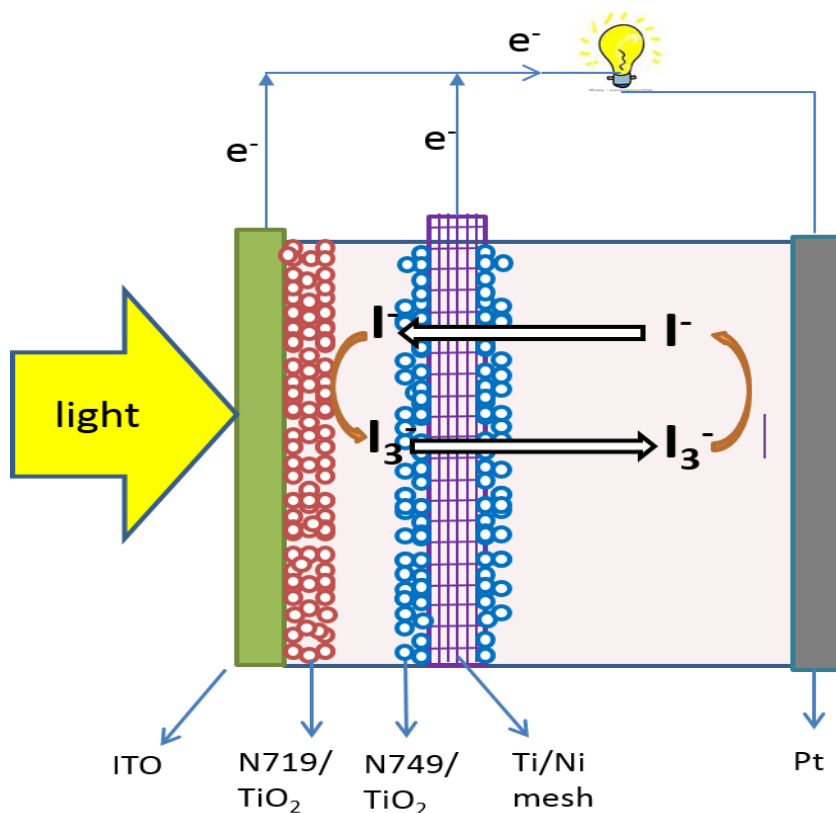 e⁻
e⁻
e⁻
light
I⁻
I⁻
I₃⁻
I₃⁻
ITO
N719/
TiO₂
N749/
TiO₂
Ti/Ni
mesh
Pt